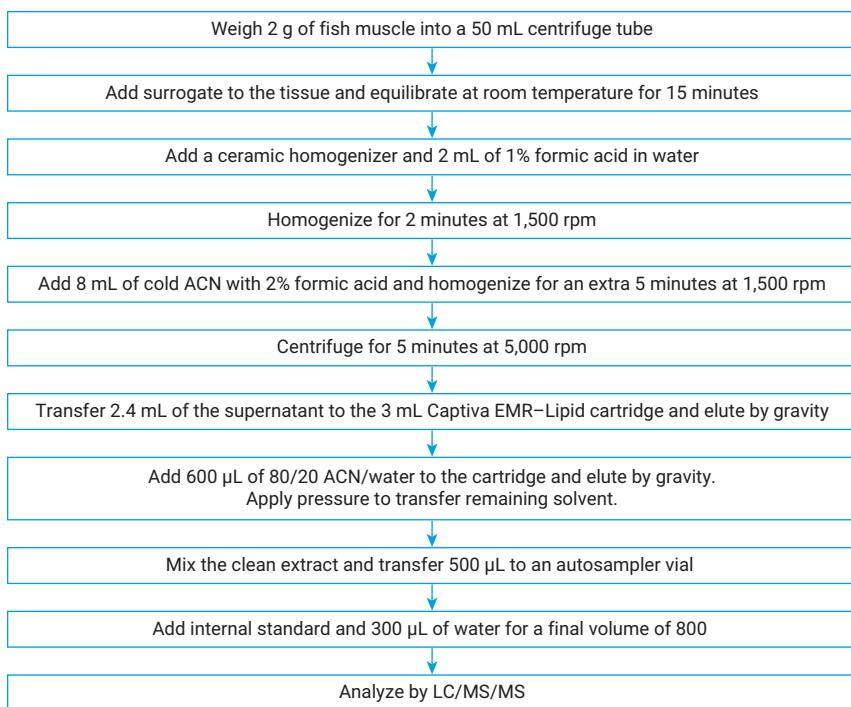 Weigh 2 g of fish muscle into a 50 mL centrifuge tube
Add surrogate to the tissue and equilibrate at room temperature for 15 minutes
Add a ceramic homogenizer and 2 mL of 1% formic acid in water
Homogenize for 2 minutes at 1,500 rpm
Add 8 mL of cold ACN with 2% formic acid and homogenize for an extra 5 minutes at 1,500 rpm
Centrifuge for 5 minutes at 5,000 rpm
Transfer 2.4 mL of the supernatant to the 3 mL Captiva EMR–Lipid cartridge and elute by gravity
Add 600 µL of 80/20 ACN/water to the cartridge and elute by gravity.
Apply pressure to transfer remaining solvent.
Mix the clean extract and transfer 500 µL to an autosampler vial
Add internal standard and 300 µL of water for a final volume of 800
Analyze by LC/MS/MS